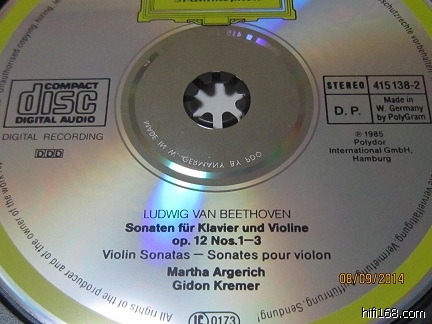 COMPACT
disc
DIGITAL AUDIO
DIGITAL RECORDING
DDD
STEREO 415 138-2
D. P. Made in
W. Germany
by PolyGram
℗ 1985
Polydor
International GmbH,
Hamburg
MADE IN W. GERMANY BY PDO
LUDWIG VAN BEETHOVEN
Sonaten für Klavier und Violine
op. 12 Nos. 1—3
Violin Sonatas — Sonates pour violon
Martha Argerich
Gidon Kremer
LC 0173
All rights of the producer and of the owner of the work
08/09/2014
hifi168.com